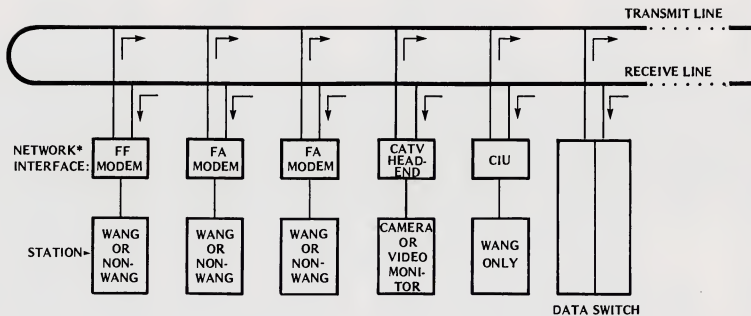 TRANSMIT LINE
RECEIVE LINE
NETWORK*
INTERFACE:
FF
MODEM
FA
MODEM
FA
MODEM
CATV
HEAD-
END
CIU
STATION
WANG
OR
NON-
WANG
WANG
OR
NON-
WANG
WANG
OR
NON-
WANG
CAMERA
OR
VIDEO
MONI-
TOR
WANG
ONLY
DATA SWITCH